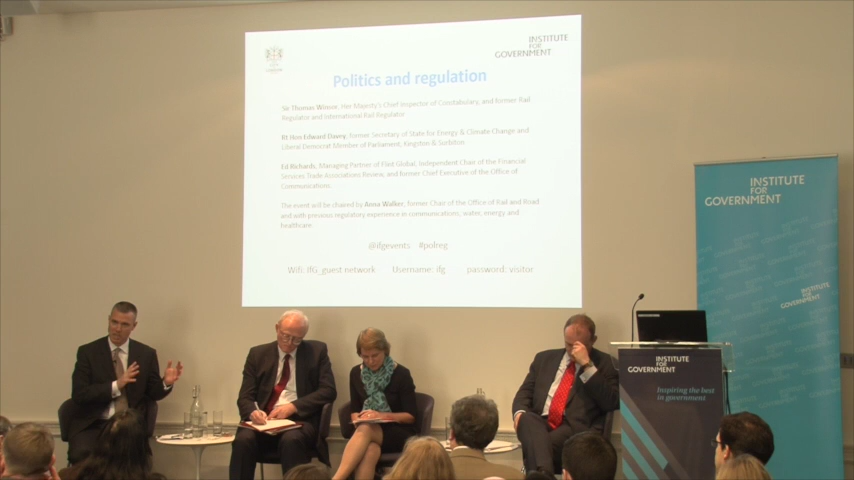 INSTITUTE
FOR
GOVERNMENT
Politics and regulation
Sir Thomas Winsor, Her Majesty's Chief Inspector of Constabulary, and former Rail
Regulator and International Rail Regulator
Rt Hon Edward Davey, former Secretary of State for Energy & Climate Change and
Liberal Democrat Member of Parliament, Kingston & Surbiton
Ed Richards, Managing Partner of Flint Global, Independent Chair of the Financial
Services Trade Associations Review, and former Chief Executive of the Office of
Communications
The event will be chaired by Anna Walker, former Chair of the Office of Rail and Road
and with previous regulatory experience in communications, water, energy and
healthcare.
@ifgevents #polreg
Wifi: IfG_guest network Username: ifg password: visitor
INSTITUTE
FOR
GOVERNMENT
INSTITUTE
FOR
GOVERNMENT
INSTITUTE
FOR
GOVERNMENT
Inspiring the best
in government